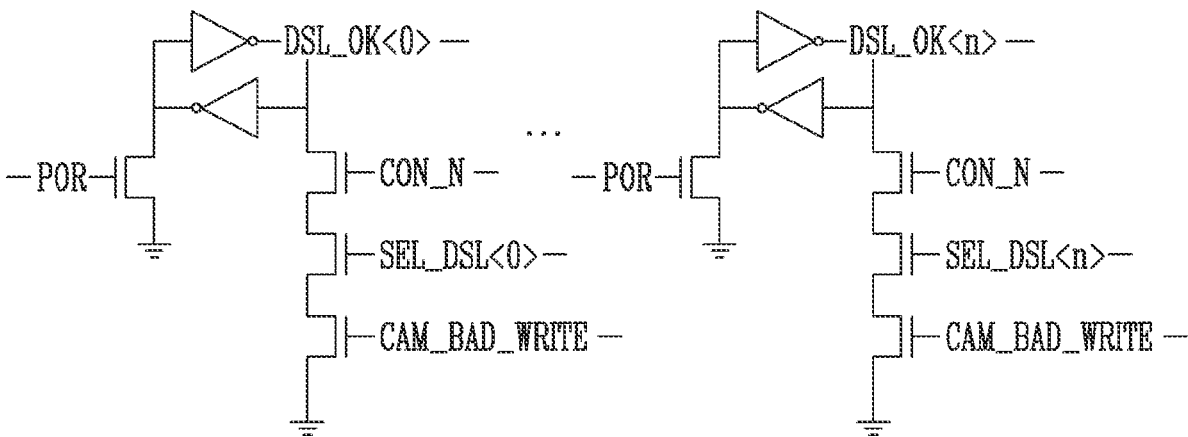 DSL_OK<0> DSL_OK<n>
...
POR CON_N POR CON_N
SEL_DSL<0> SEL_DSL<n>
CAM_BAD_WRITE CAM_BAD_WRITE